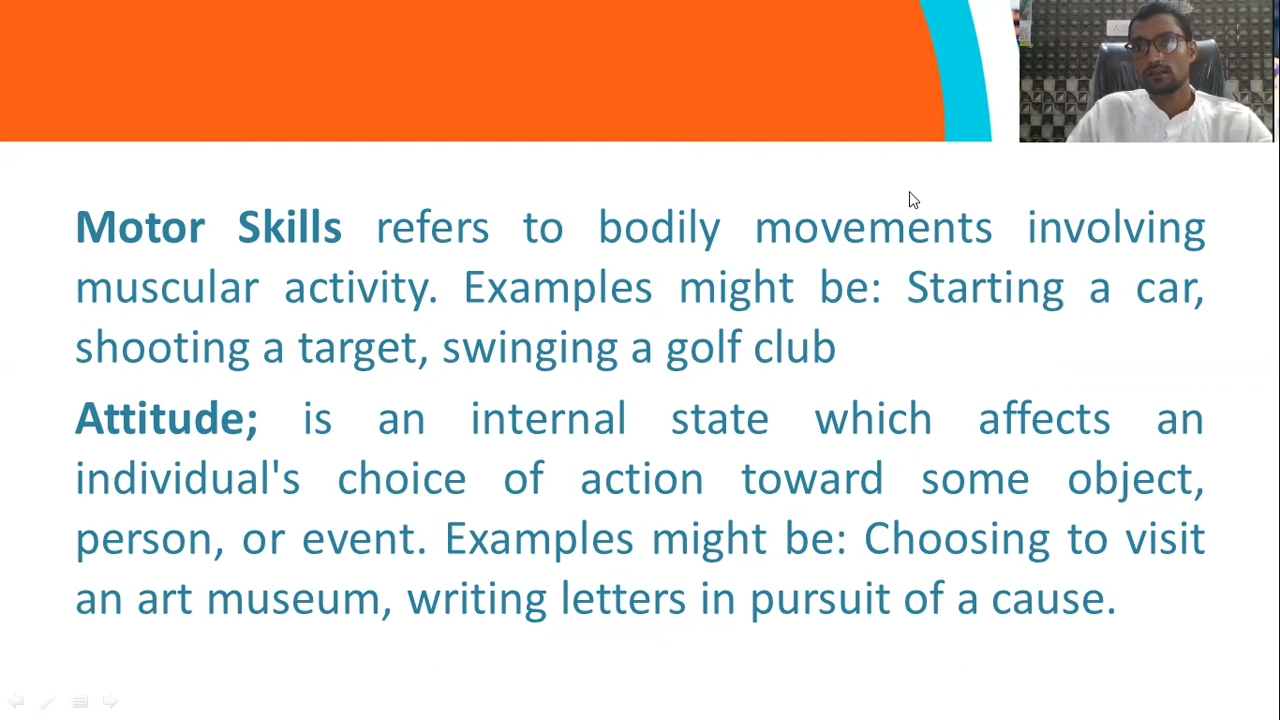 Motor Skills refers to bodily movements involving
muscular activity. Examples might be: Starting a car,
shooting a target, swinging a golf club
Attitude; is an internal state which affects an
individual's choice of action toward some object,
person, or event. Examples might be: Choosing to visit
an art museum, writing letters in pursuit of a cause.